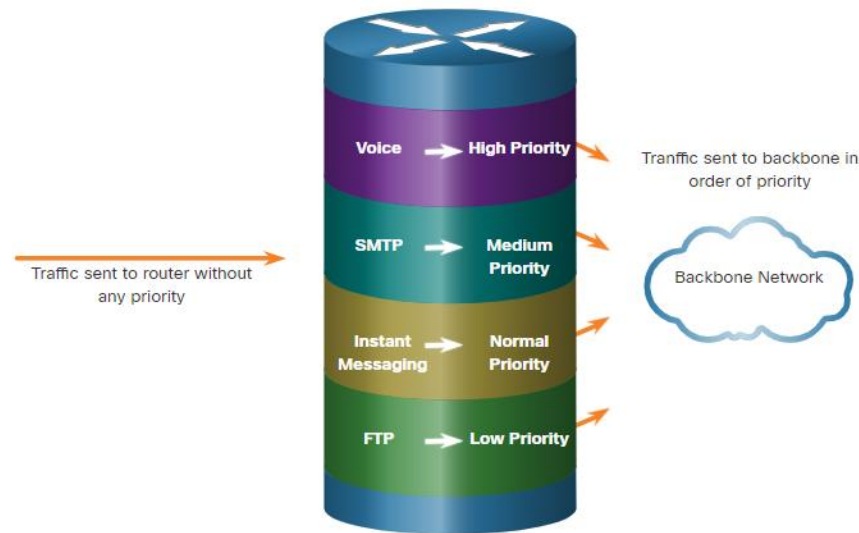 Voice High Priority
Tranffic sent to backbone in
order of priority
SMTP Medium
Priority
Traffic sent to router without
any priority
Backbone Network
Instant Normal
Messaging Priority
FTP Low Priority